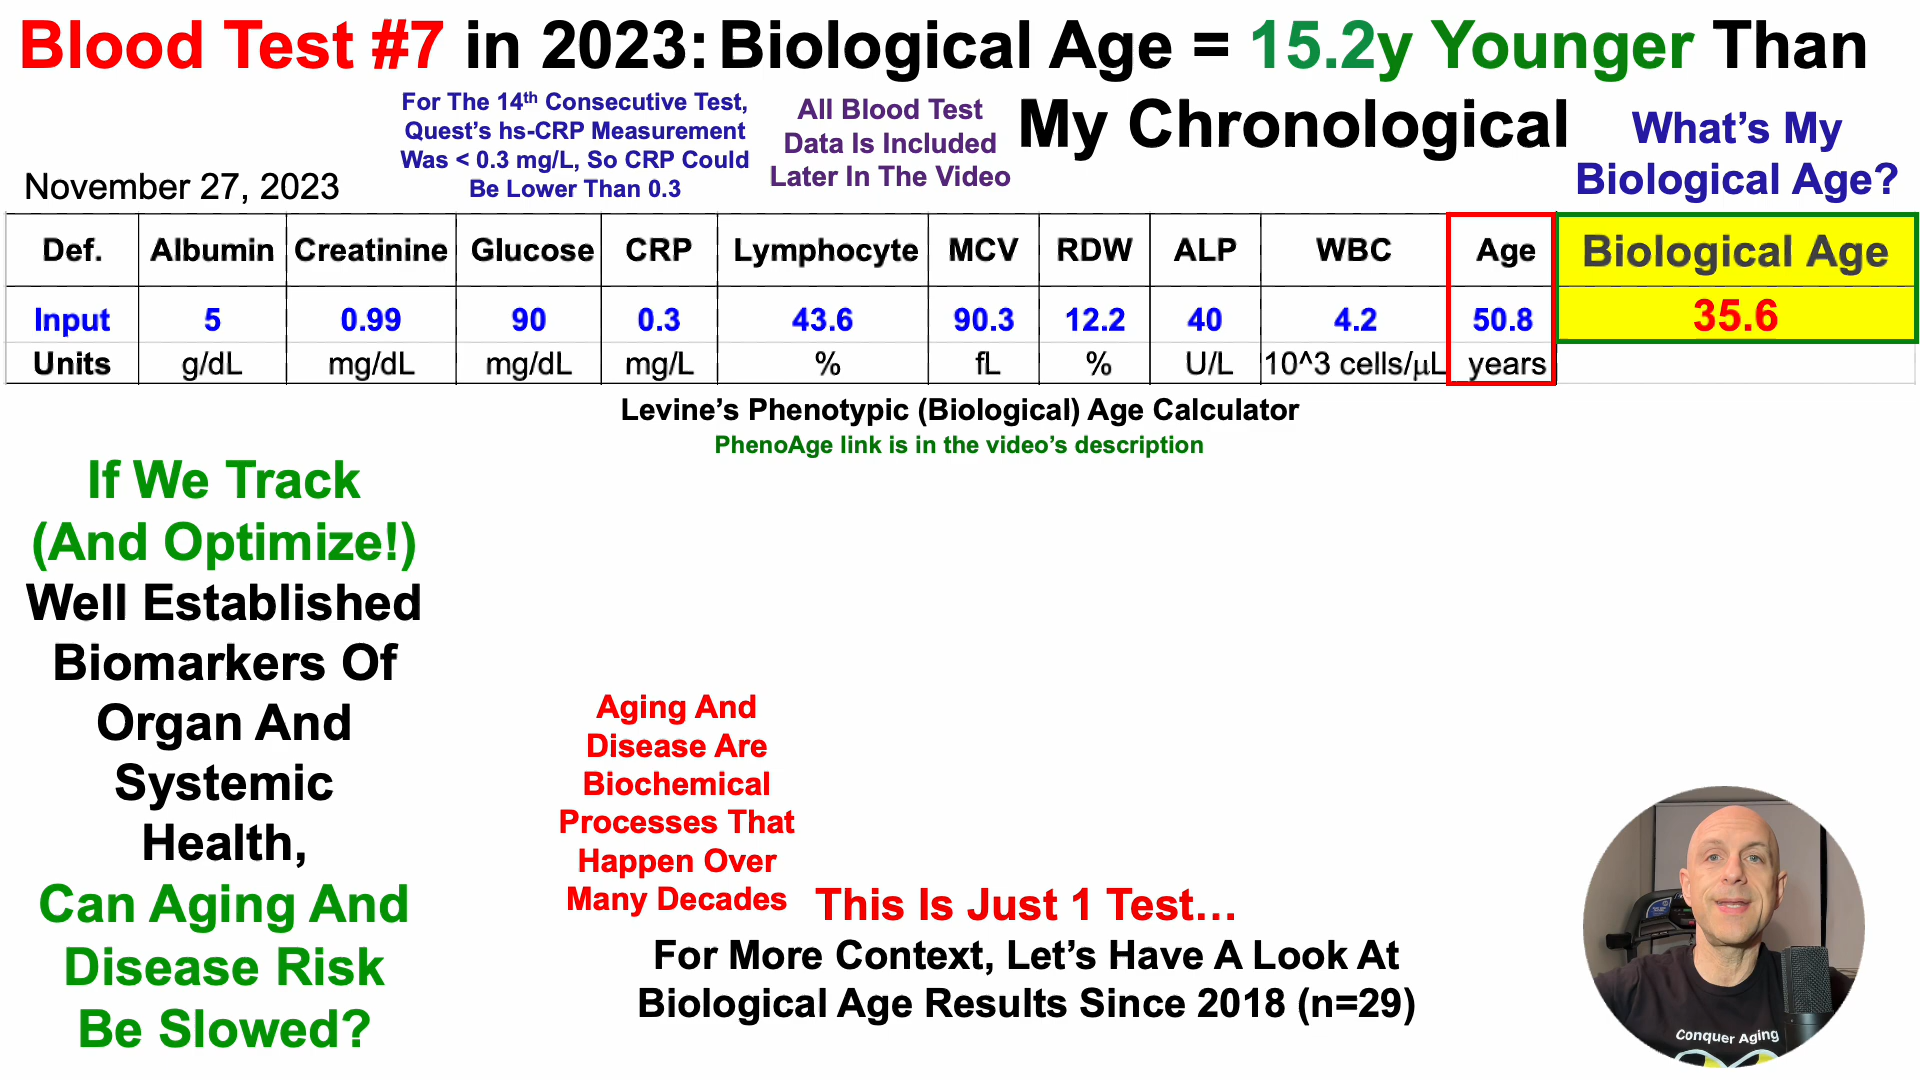 Blood Test #7 in 2023: Biological Age = 15.2y Younger Than
My Chronological
For The 14th Consecutive Test,
Quest's hs-CRP Measurement
Was < 0.3 mg/L, So CRP Could
Be Lower Than 0.3
All Blood Test
Data Is Included
Later In The Video
What's My
Biological Age?
November 27, 2023
Def. Albumin Creatinine Glucose CRP Lymphocyte MCV RDW ALP WBC Age Biological Age
Input 5 0.99 90 0.3 43.6 90.3 12.2 40 4.2 50.8 35.6
Units g/dL mg/dL mg/dL mg/L % fL % U/L 10^3 cells/μL years
Levine's Phenotypic (Biological) Age Calculator
PhenoAge link is in the video's description
If We Track
(And Optimize!)
Well Established
Biomarkers Of
Organ And
Systemic
Health,
Can Aging And
Disease Risk
Be Slowed?
Aging And
Disease Are
Biochemical
Processes That
Happen Over
Many Decades
This Is Just 1 Test...
For More Context, Let's Have A Look At
Biological Age Results Since 2018 (n=29)
Conquer Aging